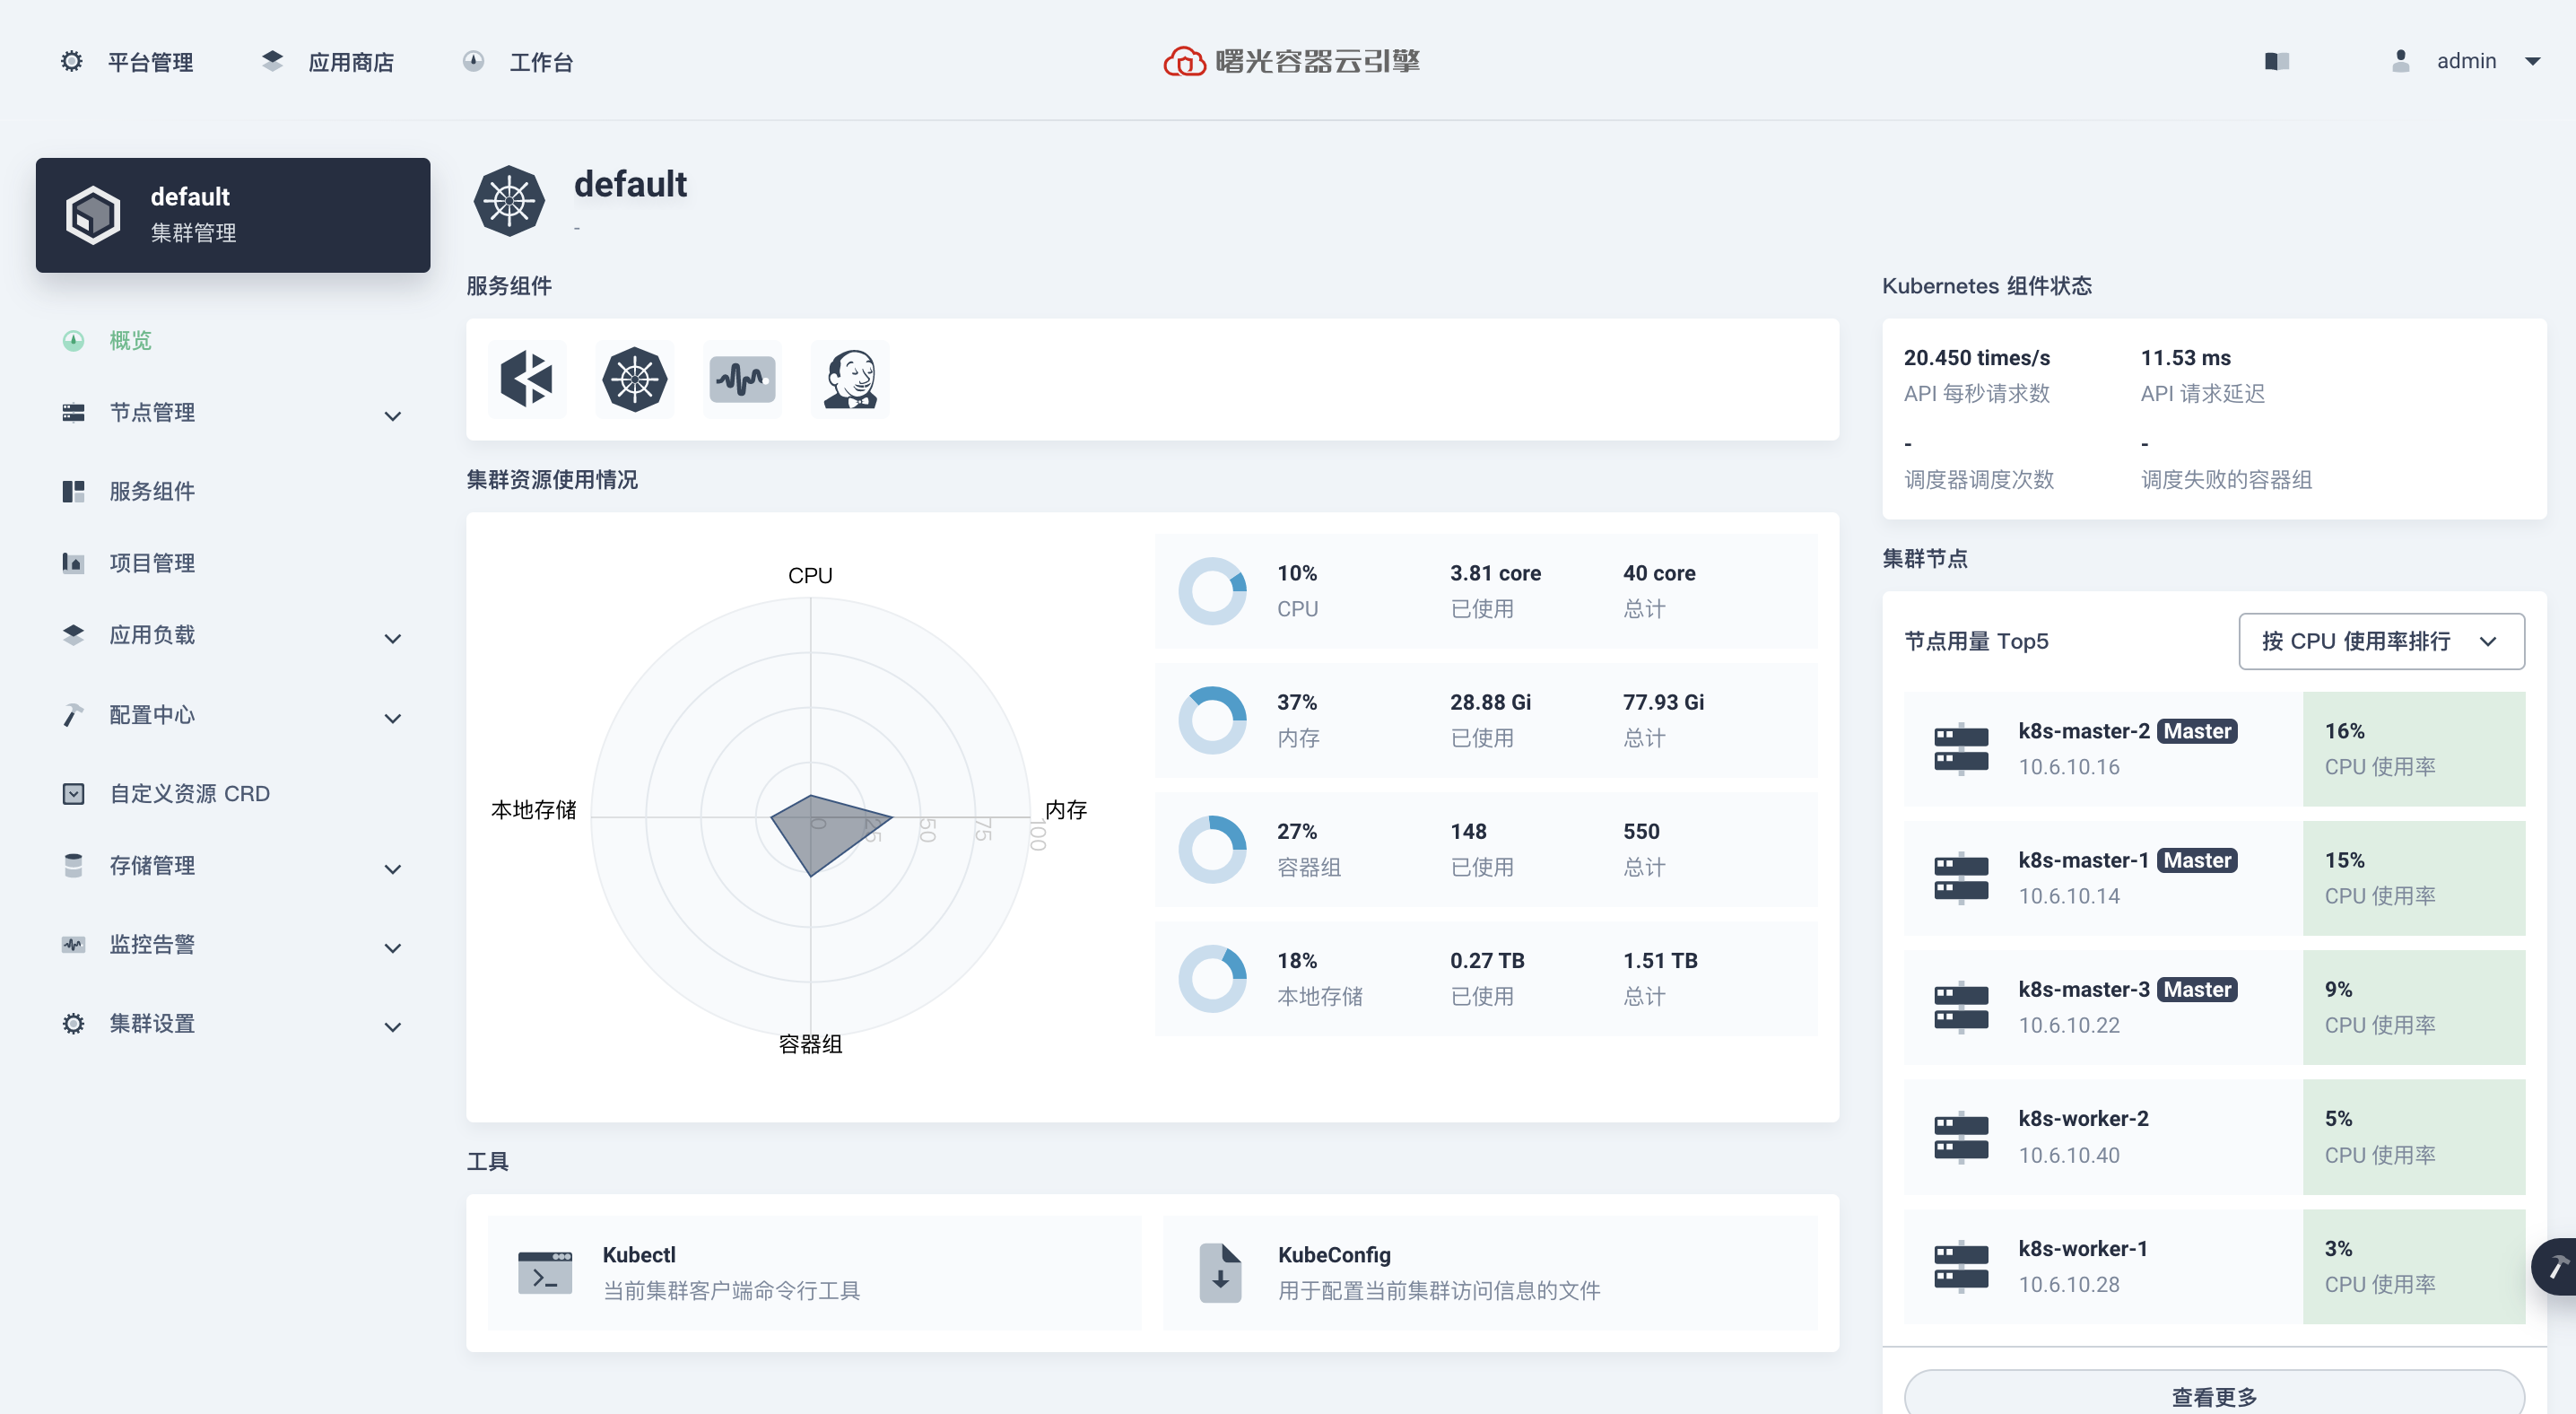 平台管理
应用商店
工作台
曙光容器云引擎
admin
default
集群管理
概览
节点管理
服务组件
项目管理
应用负载
配置中心
自定义资源 CRD
存储管理
监控告警
集群设置
default
-
服务组件
集群资源使用情况
CPU
内存
容器组
本地存储
0
25
50
75
100
10%
CPU
3.81 core
已使用
40 core
总计
37%
内存
28.88 Gi
已使用
77.93 Gi
总计
27%
容器组
148
已使用
550
总计
18%
本地存储
0.27 TB
已使用
1.51 TB
总计
工具
Kubectl
当前集群客户端命令行工具
KubeConfig
用于配置当前集群访问信息的文件
Kubernetes 组件状态
20.450 times/s
API 每秒请求数
11.53 ms
API 请求延迟
-
调度器调度次数
-
调度失败的容器组
集群节点
节点用量 Top5
按 CPU 使用率排行
k8s-master-2 Master
10.6.10.16
16%
CPU 使用率
k8s-master-1 Master
10.6.10.14
15%
CPU 使用率
k8s-master-3 Master
10.6.10.22
9%
CPU 使用率
k8s-worker-2
10.6.10.40
5%
CPU 使用率
k8s-worker-1
10.6.10.28
3%
CPU 使用率
查看更多